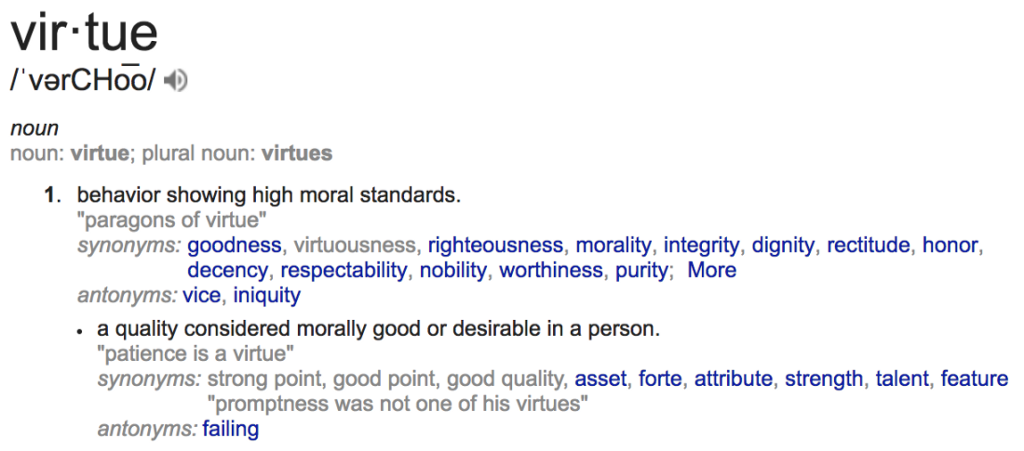 vir·tue
/ˈvərCHo͞o/
noun
noun: virtue; plural noun: virtues
1. behavior showing high moral standards.
"paragons of virtue"
synonyms: goodness, virtuousness, righteousness, morality, integrity, dignity, rectitude, honor,
decency, respectability, nobility, worthiness, purity; More
antonyms: vice, iniquity
• a quality considered morally good or desirable in a person.
"patience is a virtue"
synonyms: strong point, good point, good quality, asset, forte, attribute, strength, talent, feature
"promptness was not one of his virtues"
antonyms: failing